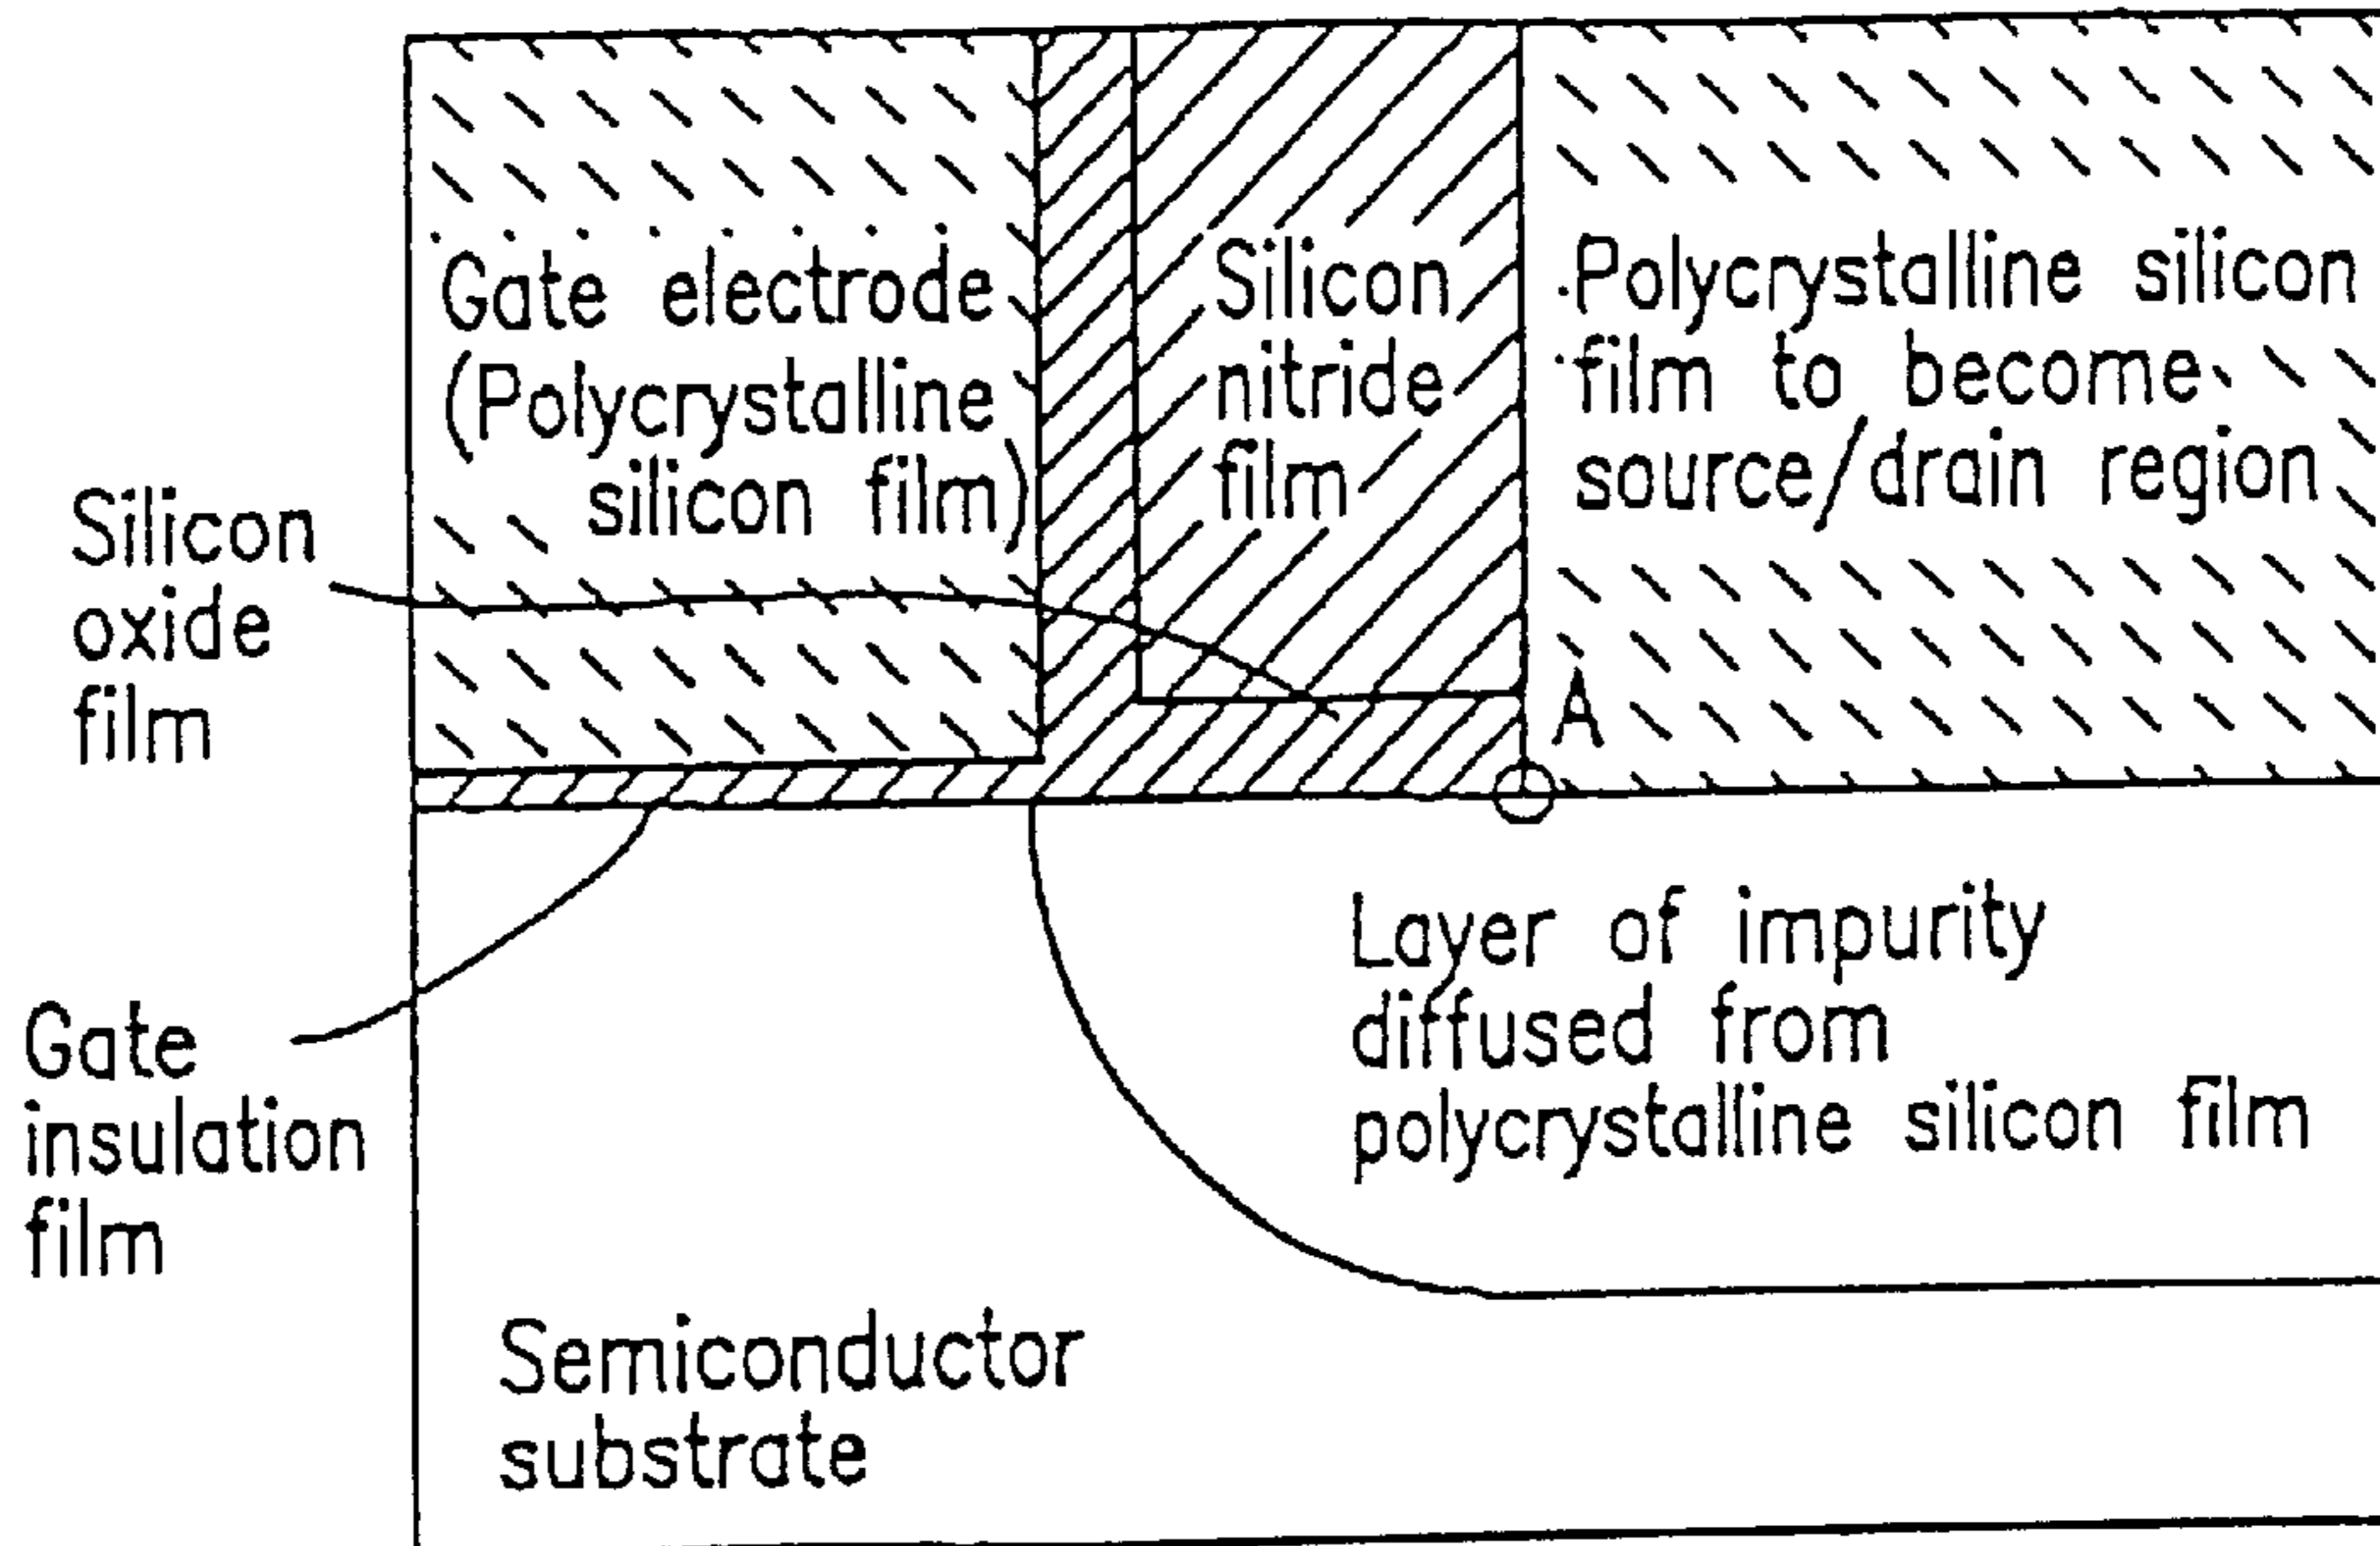 Gate electrode
(Polycrystalline
silicon film)
Silicon
nitride
film
Polycrystalline silicon
film to become
source/drain region
Silicon
oxide
film
A
Gate
insulation
film
Layer of impurity
diffused from
polycrystalline silicon film
Semiconductor
substrate